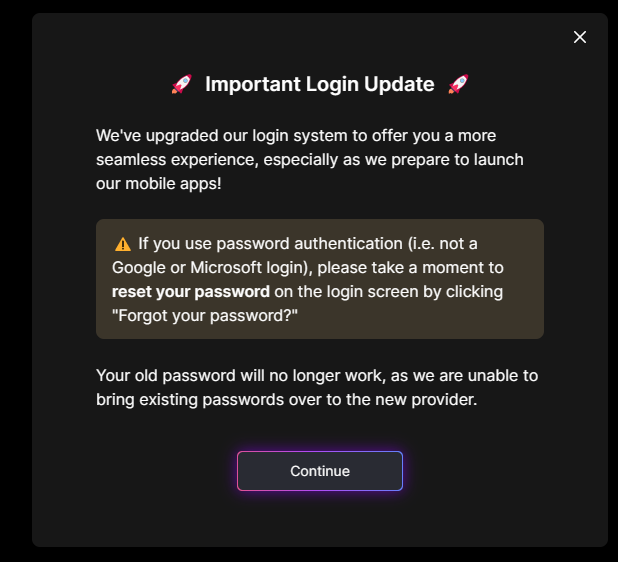 🚀 Important Login Update 🚀
We've upgraded our login system to offer you a more
seamless experience, especially as we prepare to launch
our mobile apps!
⚠️ If you use password authentication (i.e. not a
Google or Microsoft login), please take a moment to
reset your password on the login screen by clicking
"Forgot your password?"
Your old password will no longer work, as we are unable to
bring existing passwords over to the new provider.
Continue